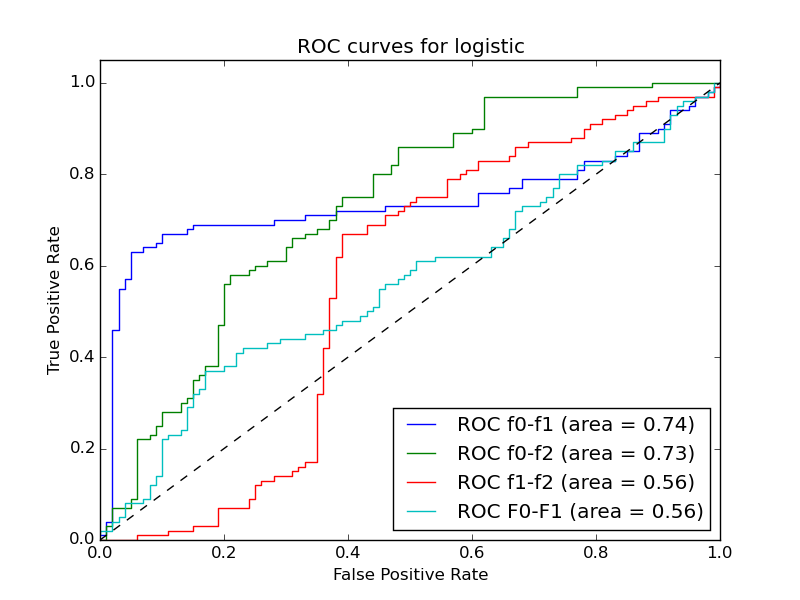 ROC curves for logistic
True Positive Rate
1.0
0.8
0.6
0.4
0.2
0.0
0.0 0.2 0.4 0.6 0.8 1.0
False Positive Rate
ROC f0-f1 (area = 0.74)
ROC f0-f2 (area = 0.73)
ROC f1-f2 (area = 0.56)
ROC F0-F1 (area = 0.56)